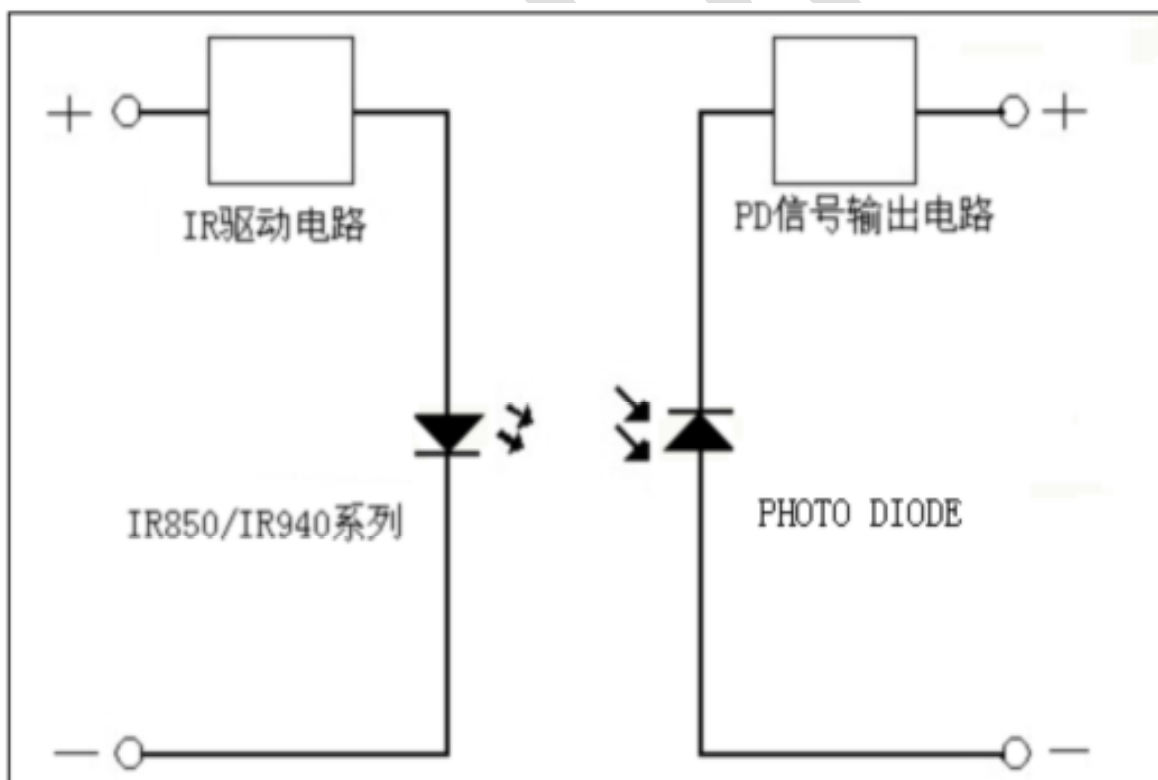 +
+
IR驱动电路
PD信号输出电路
IR850/IR940系列
PHOTO DIODE
—
—